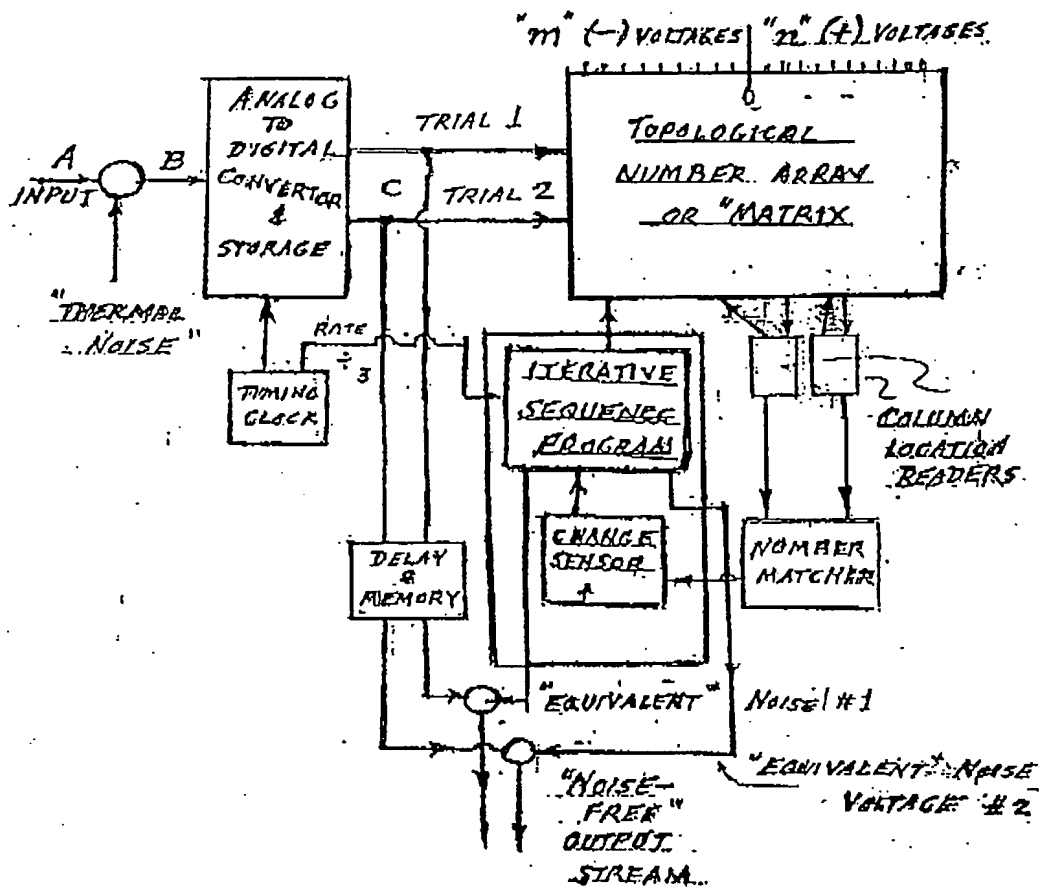 "m" (-) VOLTAGES "n" (+) VOLTAGES
ANALOG
TO
DIGITAL
CONVERTOR
&
STORAGE
TRIAL 1
C TRIAL 2
A
INPUT
B
"THERMAL
NOISE"
O
TOPOLOGICAL
NUMBER ARRAY
OR "MATRIX
RATE
÷
3
TIMING
CLOCK
ITERATIVE
SEQUENCE
PROGRAM
COLUMN
LOCATION
READERS
CHANGE
SENSOR
NUMBER
MATCHER
DELAY
&
MEMORY
"EQUIVALENT" NOISE #1
"EQUIVALENT" NOISE
VOLTAGE #2
"NOISE-
FREE"
OUTPUT
STREAM